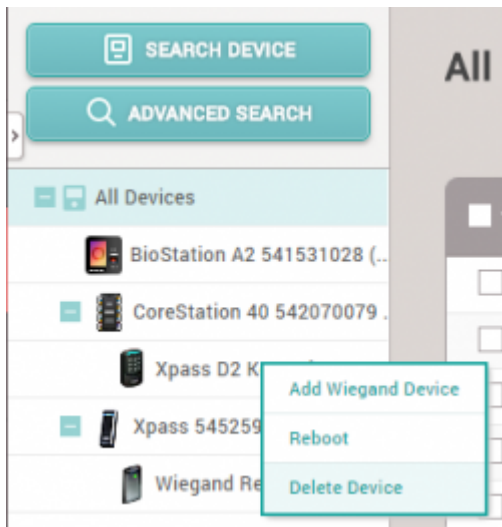 SEARCH DEVICE
All
ADVANCED SEARCH
All Devices
BioStation A2 541531028 (..
CoreStation 40 542070079 .
Xpass D2 K
Add Wiegand Device
Xpass 545259
Reboot
Wiegand Re
Delete Device